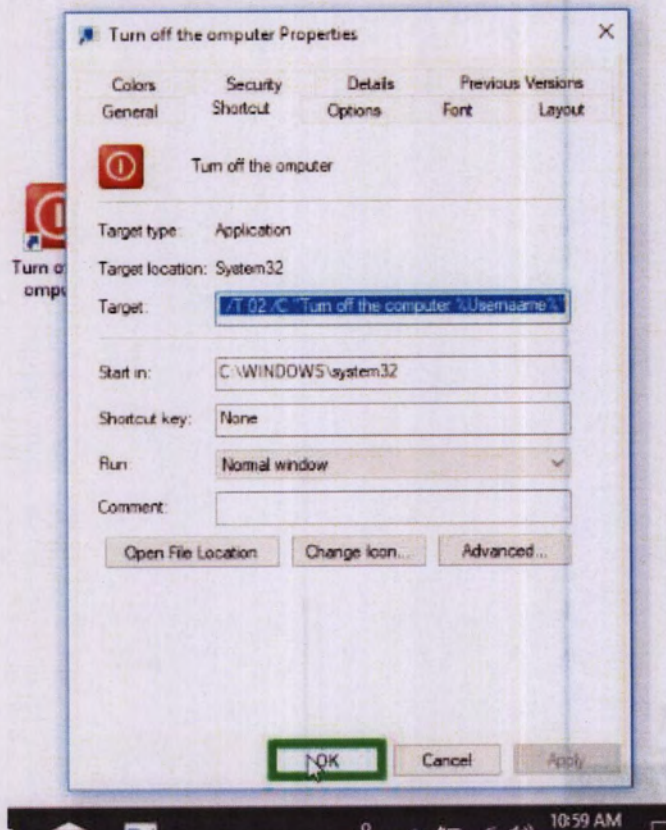 Turn off the omputer Properties
Colors Security Details Previous Versions
General Shortcut Options Font Layout
Turn off the omputer
Target type: Application
Turn o
Target location: System32
ompu
Target: /T 02 /C "Turn off the computer %Usernaame%"
Start in: C:\WINDOWS\system32
Shortcut key: None
Run: Normal window
Comment:
Open File Location Change Icon... Advanced...
OK Cancel Apply
10:59 AM